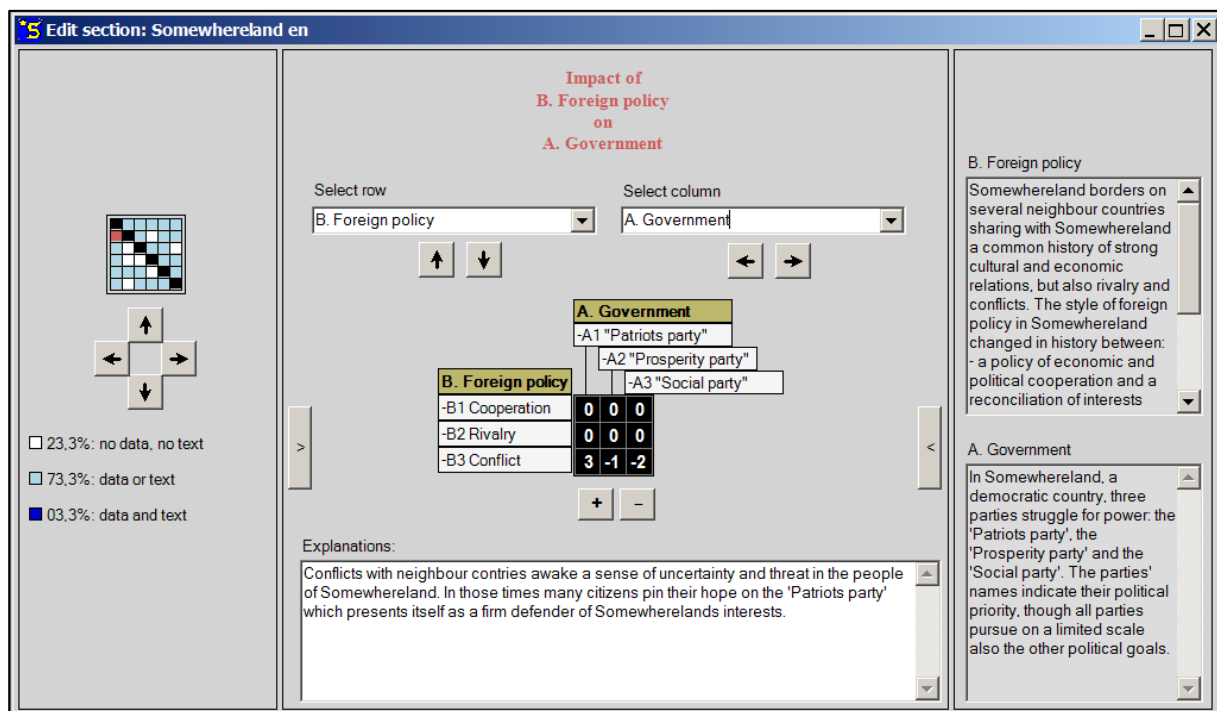 Edit section: Somewhereland en
23,3%: no data, no text
73,3%: data or text
03,3%: data and text
Impact of
B. Foreign policy
on
A. Government
Select row
Select column
B. Foreign policy
A. Government
A. Government
-A1 "Patriots party"
-A2 "Prosperity party"
-A3 "Social party"
B. Foreign policy
-B1 Cooperation 0 0 0
-B2 Rivalry 0 0 0
-B3 Conflict 3 -1 -2
>
<
+ −
Explanations:
Conflicts with neighbour contries awake a sense of uncertainty and threat in the people
of Somewhereland. In those times many citizens pin their hope on the 'Patriots party'
which presents itself as a firm defender of Somewherelands interests.
B. Foreign policy
Somewhereland borders on
several neighbour countries
sharing with Somewhereland
a common history of strong
cultural and economic
relations, but also rivalry and
conflicts. The style of foreign
policy in Somewhereland
changed in history between:
- a policy of economic and
political cooperation and a
reconciliation of interests
A. Government
In Somewhereland, a
democratic country, three
parties struggle for power: the
'Patriots party', the
'Prosperity party' and the
'Social party'. The parties'
names indicate their political
priority, though all parties
pursue on a limited scale
also the other political goals.